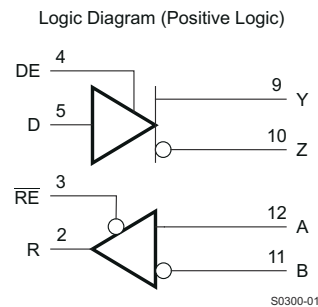 Logic Diagram (Positive Logic)
DE 4
D 5
9 Y
10 Z
RE 3
R 2
12 A
11 B
S0300-01